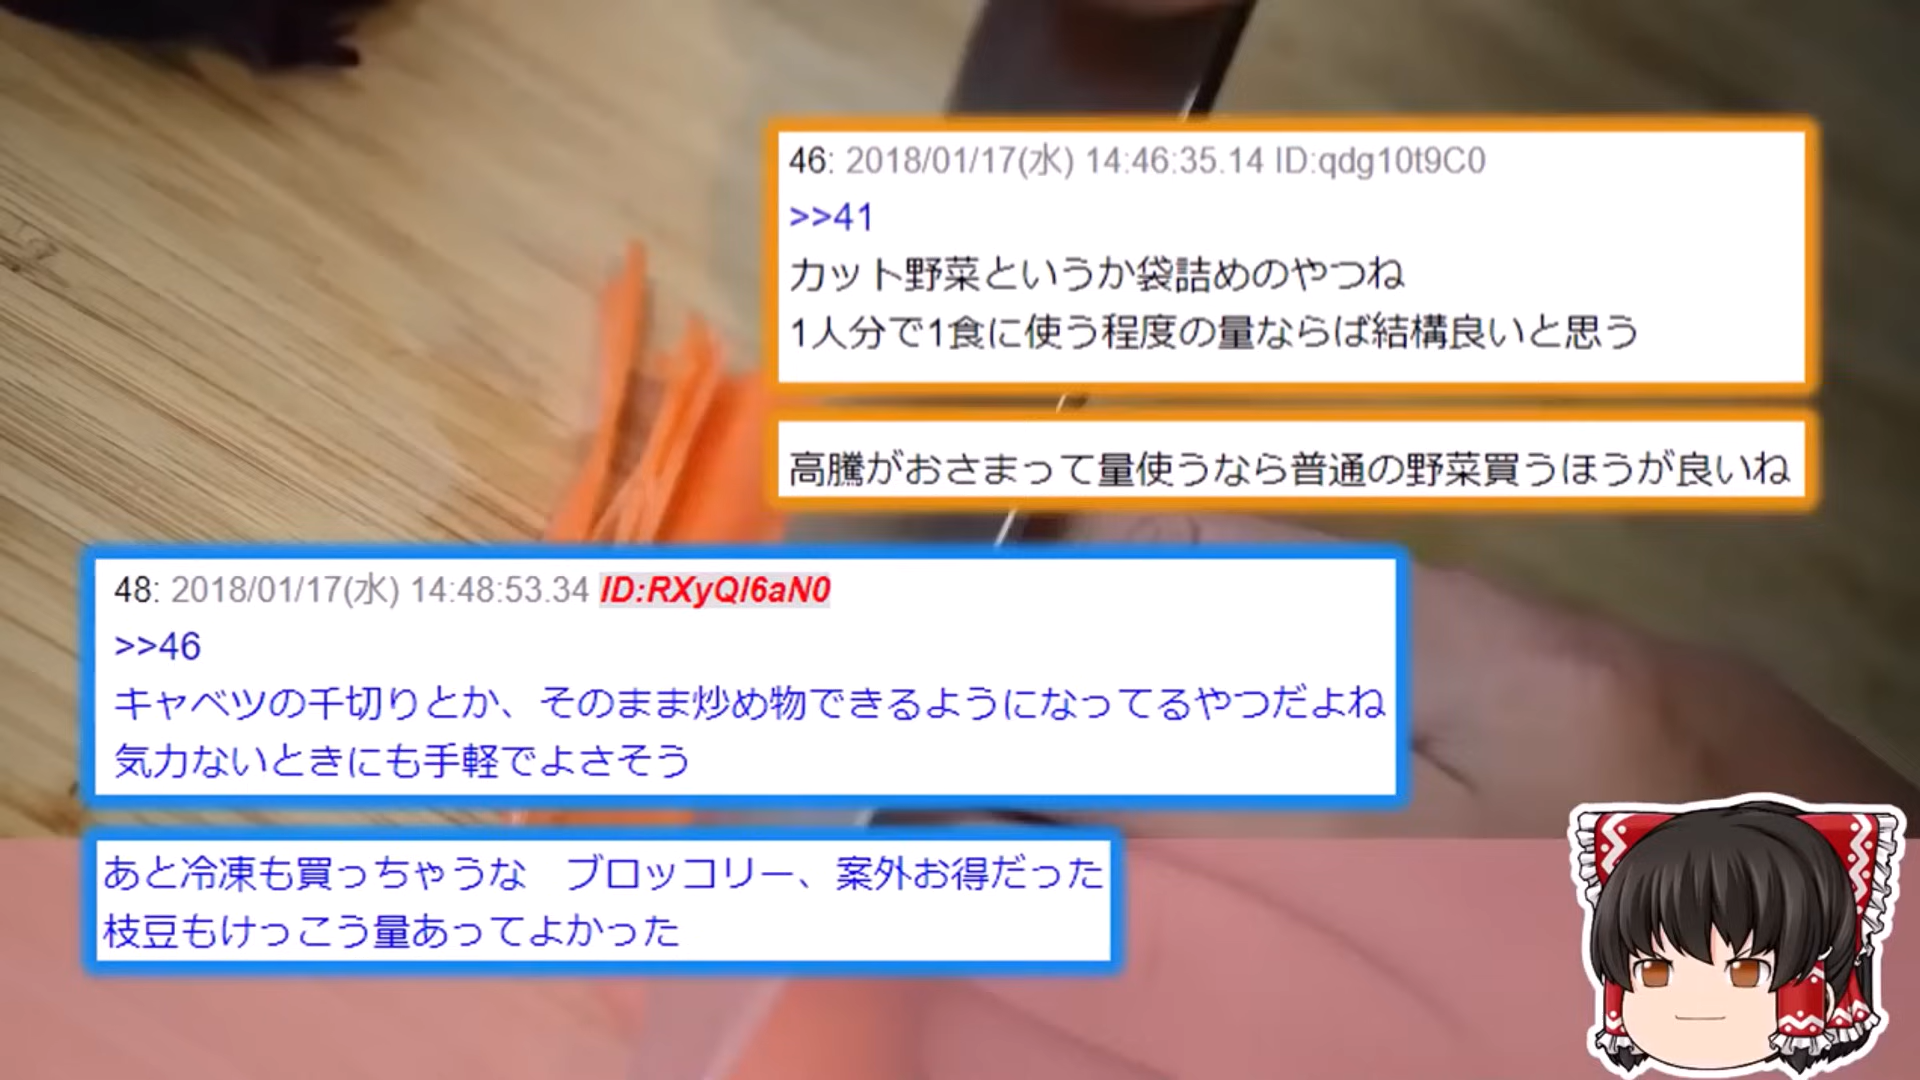 46: 2018/01/17(水) 14:46:35.14 ID:qdg10t9C0
>>41
カット野菜というか袋詰めのやつね
1人分で1食に使う程度の量ならば結構良いと思う
高騰がおさまって量使うなら普通の野菜買うほうが良いね
48: 2018/01/17(水) 14:48:53.34 ID:RXyQl6aN0
>>46
キャベツの千切りとか、そのまま炒め物できるようになってるやつだよね
気力ないときにも手軽でよさそう
あと冷凍も買っちゃうな　ブロッコリー、案外お得だった
枝豆もけっこう量あってよかった